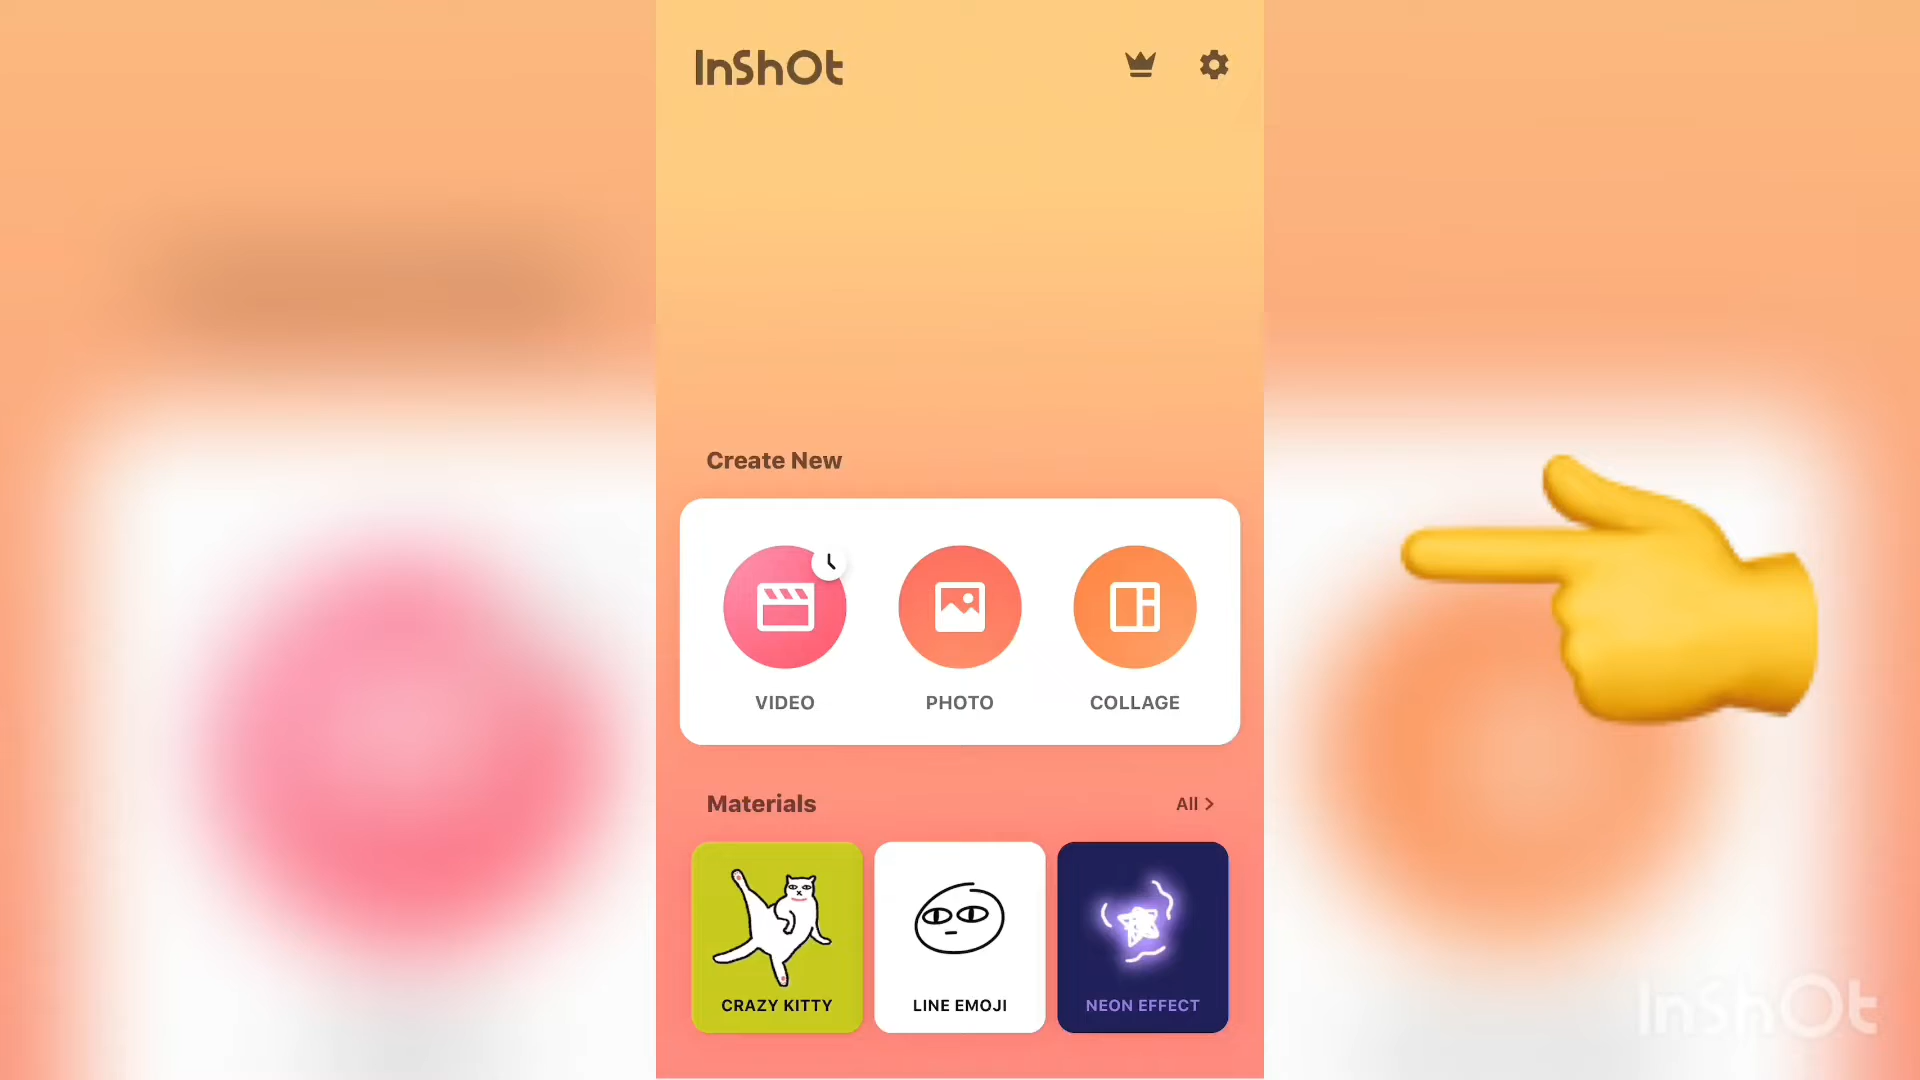 InShOt
Create New
VIDEO
PHOTO
COLLAGE
Materials
All >
CRAZY KITTY
LINE EMOJI
NEON EFFECT
InShOt